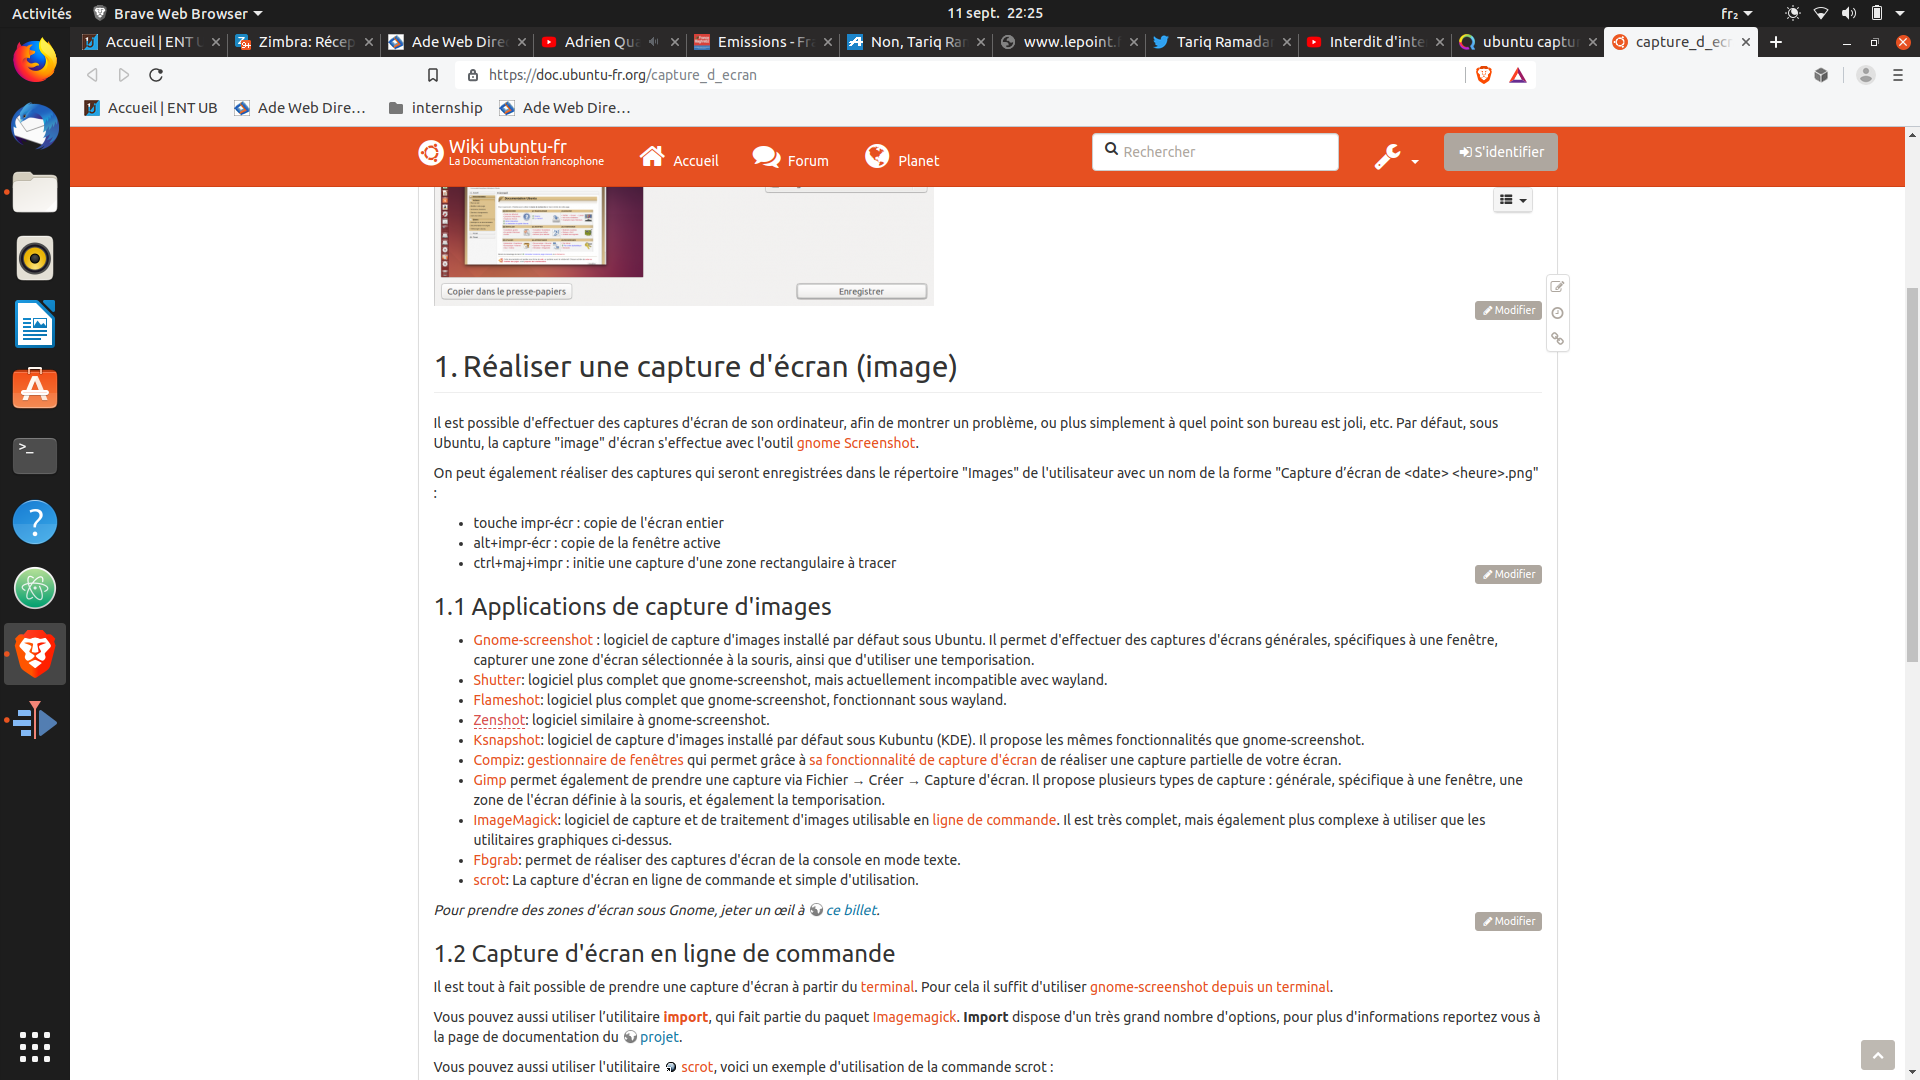 Activités
Brave Web Browser
11 sept. 22:25
fr₂
Accueil | ENT U
Zimbra: Récep
Ade Web Direc
Adrien Qua
Emissions - Fra
Non, Tariq Ram
www.lepoint.f
Tariq Ramadan
Interdit d'inte
ubuntu captu
capture_d_ecr
https://doc.ubuntu-fr.org/capture_d_ecran
Accueil | ENT UB
Ade Web Dire…
internship
Ade Web Dire…
Wiki ubuntu-fr
La Documentation francophone
Accueil
Forum
Planet
Rechercher
S'identifier
Copier dans le presse-papiers
Enregistrer
Modifier
1. Réaliser une capture d'écran (image)
Il est possible d'effectuer des captures d'écran de son ordinateur, afin de montrer un problème, ou plus simplement à quel point son bureau est joli, etc. Par défaut, sous
Ubuntu, la capture "image" d'écran s'effectue avec l'outil gnome Screenshot.
On peut également réaliser des captures qui seront enregistrées dans le répertoire "Images" de l'utilisateur avec un nom de la forme "Capture d’écran de <date> <heure>.png"
:
• touche impr-écr : copie de l'écran entier
• alt+impr-écr : copie de la fenêtre active
• ctrl+maj+impr : initie une capture d'une zone rectangulaire à tracer
Modifier
1.1 Applications de capture d'images
• Gnome-screenshot : logiciel de capture d'images installé par défaut sous Ubuntu. Il permet d'effectuer des captures d'écrans générales, spécifiques à une fenêtre,
capturer une zone d'écran sélectionnée à la souris, ainsi que d'utiliser une temporisation.
• Shutter: logiciel plus complet que gnome-screenshot, mais actuellement incompatible avec wayland.
• Flameshot: logiciel plus complet que gnome-screenshot, fonctionnant sous wayland.
• Zenshot: logiciel similaire à gnome-screenshot.
• Ksnapshot: logiciel de capture d'images installé par défaut sous Kubuntu (KDE). Il propose les mêmes fonctionnalités que gnome-screenshot.
• Compiz: gestionnaire de fenêtres qui permet grâce à sa fonctionnalité de capture d'écran de réaliser une capture partielle de votre écran.
• Gimp permet également de prendre une capture via Fichier → Créer → Capture d'écran. Il propose plusieurs types de capture : générale, spécifique à une fenêtre, une
zone de l'écran définie à la souris, et également la temporisation.
• ImageMagick: logiciel de capture et de traitement d'images utilisable en ligne de commande. Il est très complet, mais également plus complexe à utiliser que les
utilitaires graphiques ci-dessus.
• Fbgrab: permet de réaliser des captures d'écran de la console en mode texte.
• scrot: La capture d'écran en ligne de commande et simple d'utilisation.
Pour prendre des zones d'écran sous Gnome, jeter un œil à ce billet.
Modifier
1.2 Capture d'écran en ligne de commande
Il est tout à fait possible de prendre une capture d'écran à partir du terminal. Pour cela il suffit d'utiliser gnome-screenshot depuis un terminal.
Vous pouvez aussi utiliser l’utilitaire import, qui fait partie du paquet Imagemagick. Import dispose d'un très grand nombre d'options, pour plus d'informations reportez vous à
la page de documentation du projet.
Vous pouvez aussi utiliser l'utilitaire scrot, voici un exemple d'utilisation de la commande scrot :